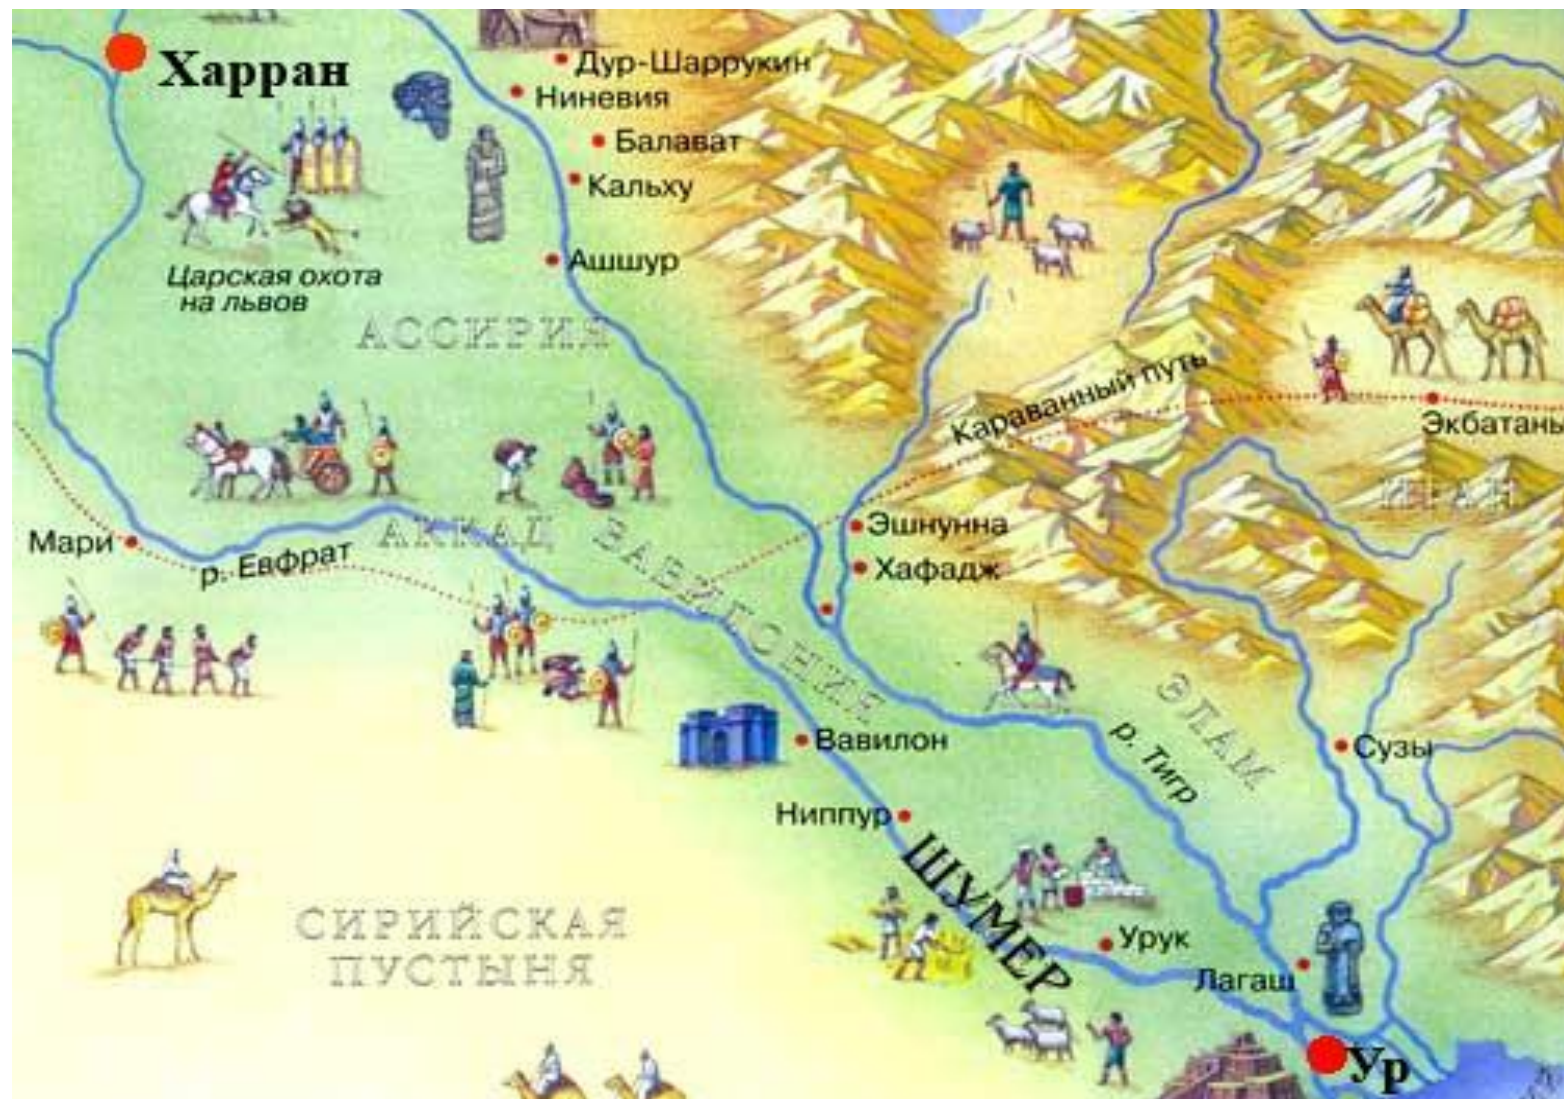 Харран
Дур-Шаррукин
Ниневия
Балават
Кальху
Царская охота
на львов
Ашшур
АССИРИЯ
Караванный путь
Экбатаны
ИРАН
Мари
р. Евфрат
АККАД
ВАВИЛОНИЯ
Эшнунна
Хафадж
ЭЛАМ
Вавилон
р. Тигр
Сузы
Ниппур
ШУМЕР
СИРИЙСКАЯ
ПУСТЫНЯ
Урук
Лагаш
Ур